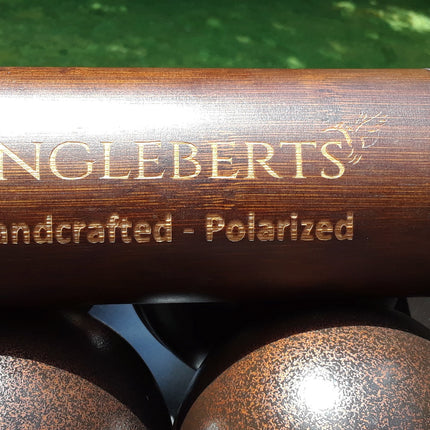 NGLEBERTS
andcrafted - Polarized